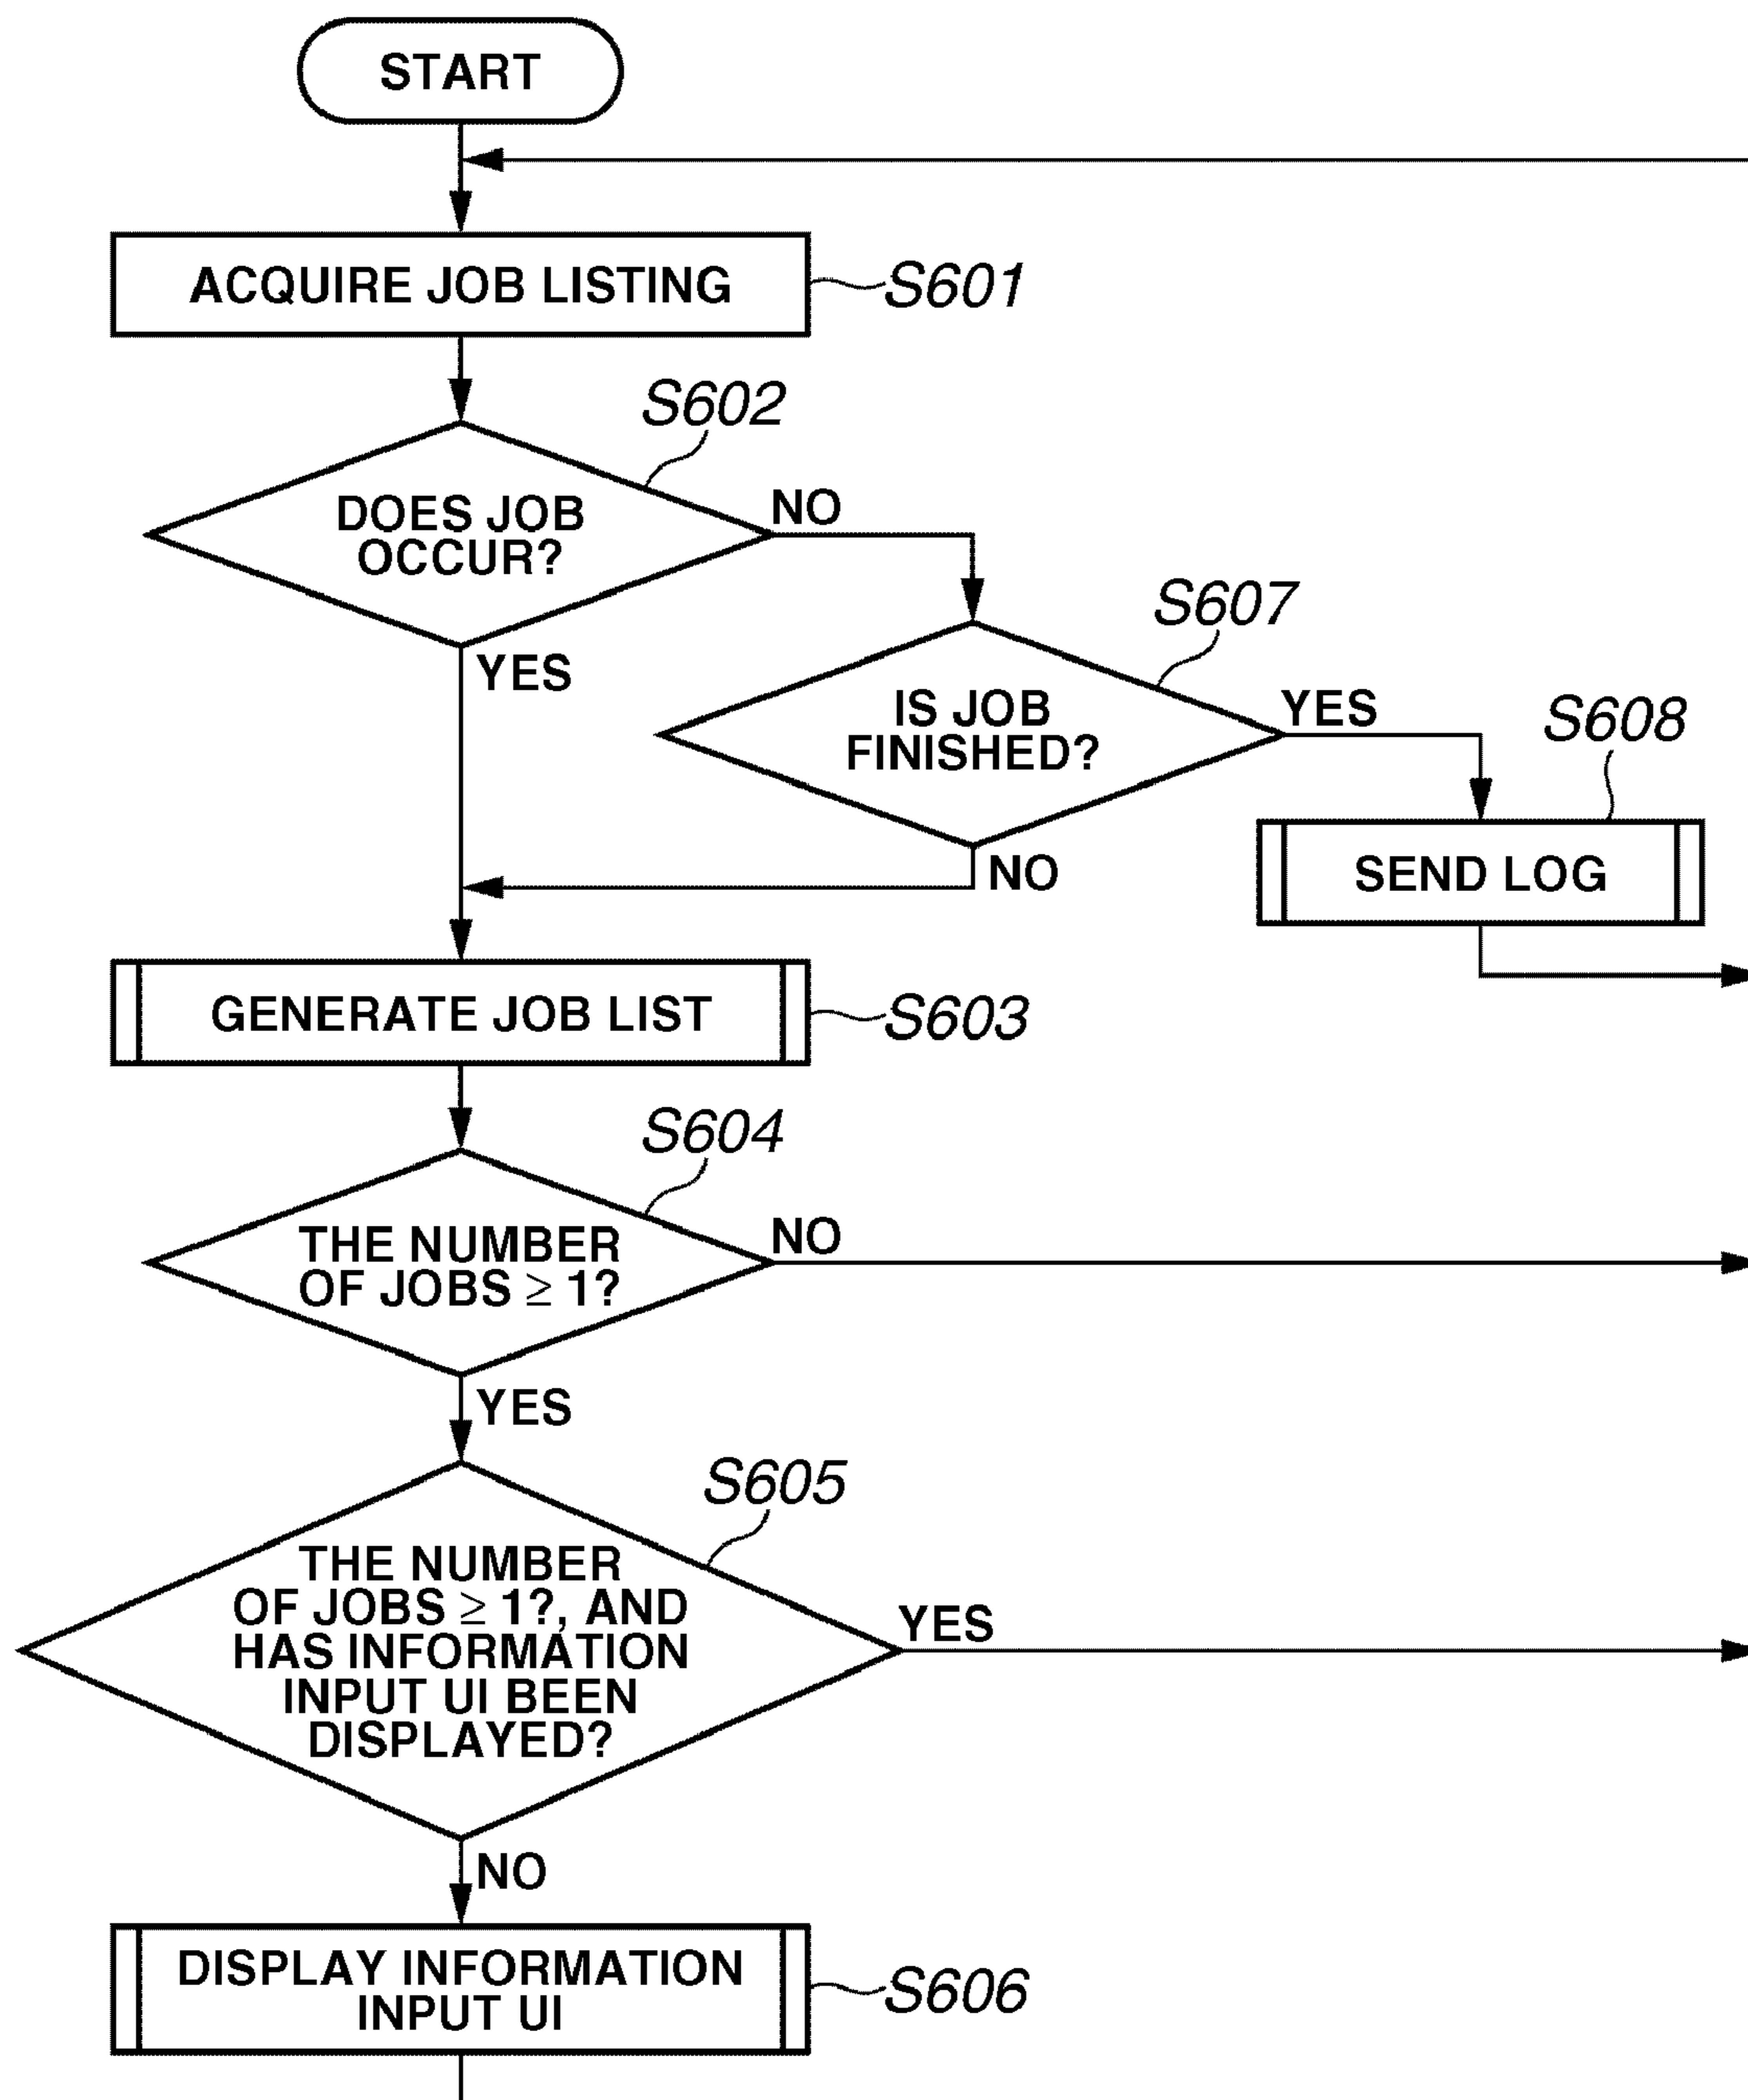 START
ACQUIRE JOB LISTING
S601
S602
DOES JOB
OCCUR?
NO
YES
S607
IS JOB
FINISHED?
YES
NO
S608
SEND LOG
GENERATE JOB LIST
S603
S604
THE NUMBER
OF JOBS ≥ 1?
NO
YES
S605
THE NUMBER
OF JOBS ≥ 1?, AND
HAS INFORMATION
INPUT UI BEEN
DISPLAYED?
YES
NO
DISPLAY INFORMATION
INPUT UI
S606